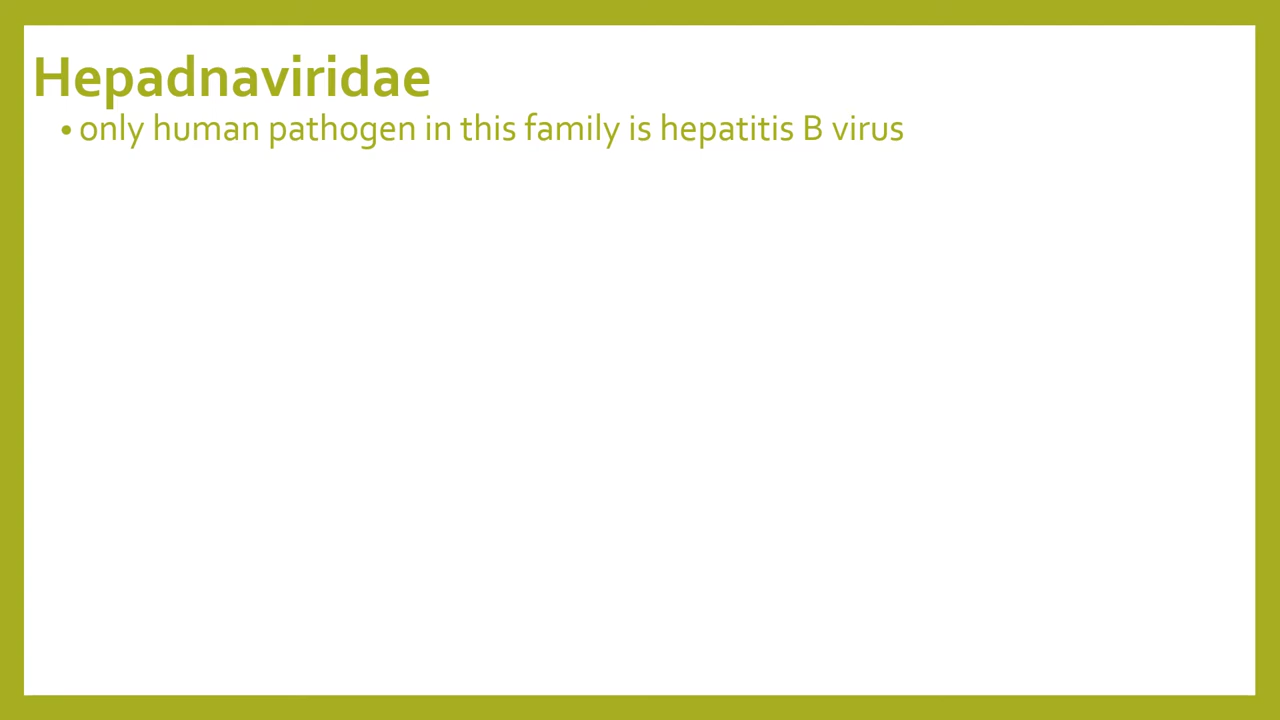 Hepadnaviridae
• only human pathogen in this family is hepatitis B virus